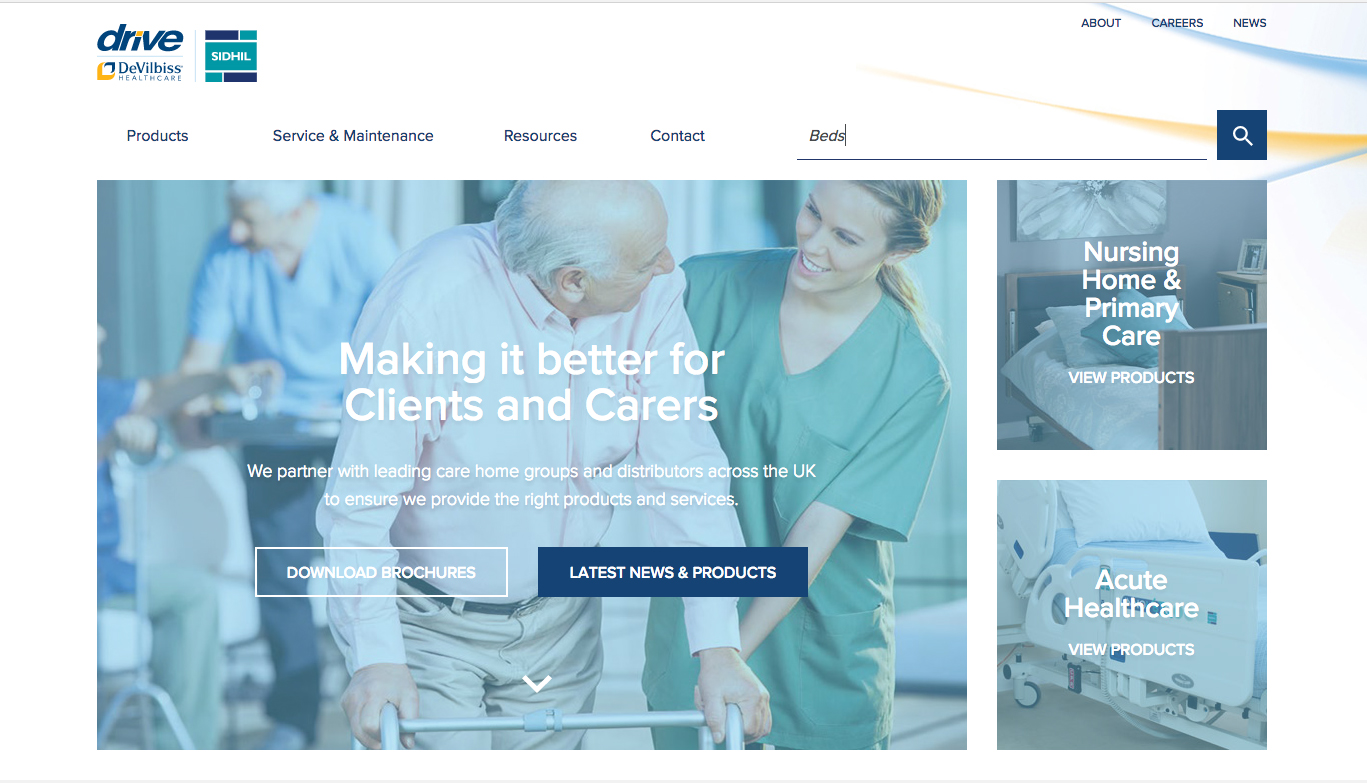 ABOUT CAREERS NEWS
drive
DeVilbiss
HEALTHCARE
SIDHIL
Products Service & Maintenance Resources Contact Beds
Making it better for
Clients and Carers
We partner with leading care home groups and distributors across the UK
to ensure we provide the right products and services.
DOWNLOAD BROCHURES LATEST NEWS & PRODUCTS
Nursing
Home &
Primary
Care
VIEW PRODUCTS
Acute
Healthcare
VIEW PRODUCTS